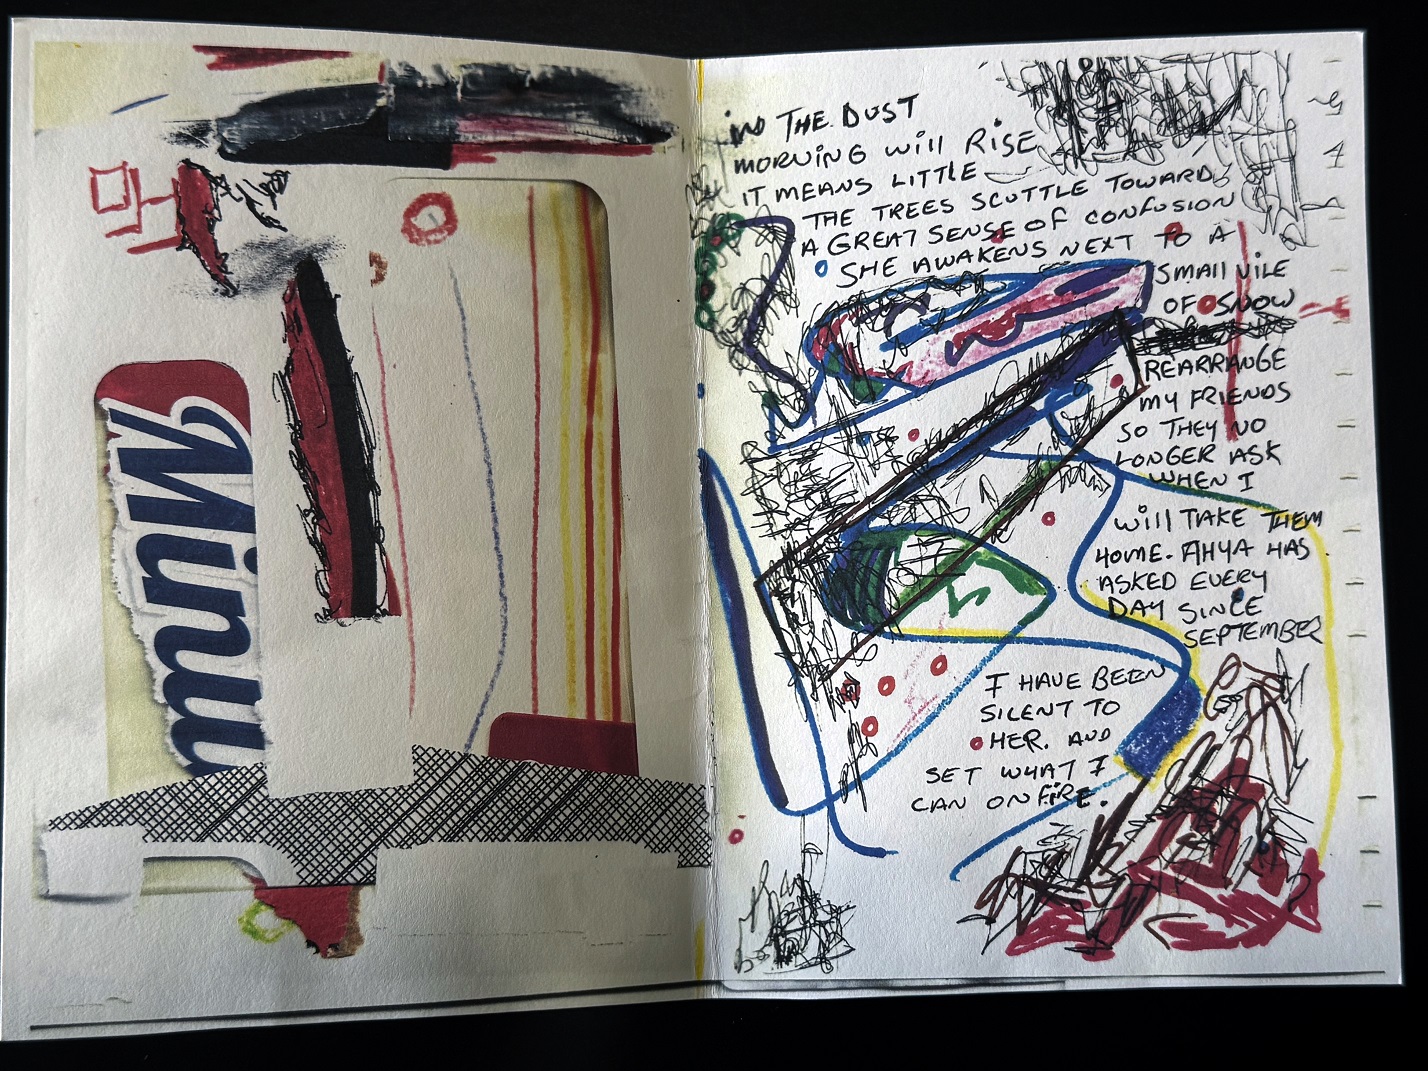 Minu
IN THE DUST
MORNING WILL RISE
IT MEANS LITTLE
THE TREES SCUTTLE TOWARD
A GREAT SENSE OF CONFUSION
SHE AWAKENS NEXT TO A
SMALL VILE
OF SNOW
REARRANGE
MY FRIENDS
SO THEY NO
LONGER ASK
WHEN I
WILL TAKE THEM
HOME. AHYA HAS
ASKED EVERY
DAY SINCE
SEPTEMBER
I HAVE BEEN
SILENT TO
HER. AND
SET WHAT I
CAN ON FIRE.